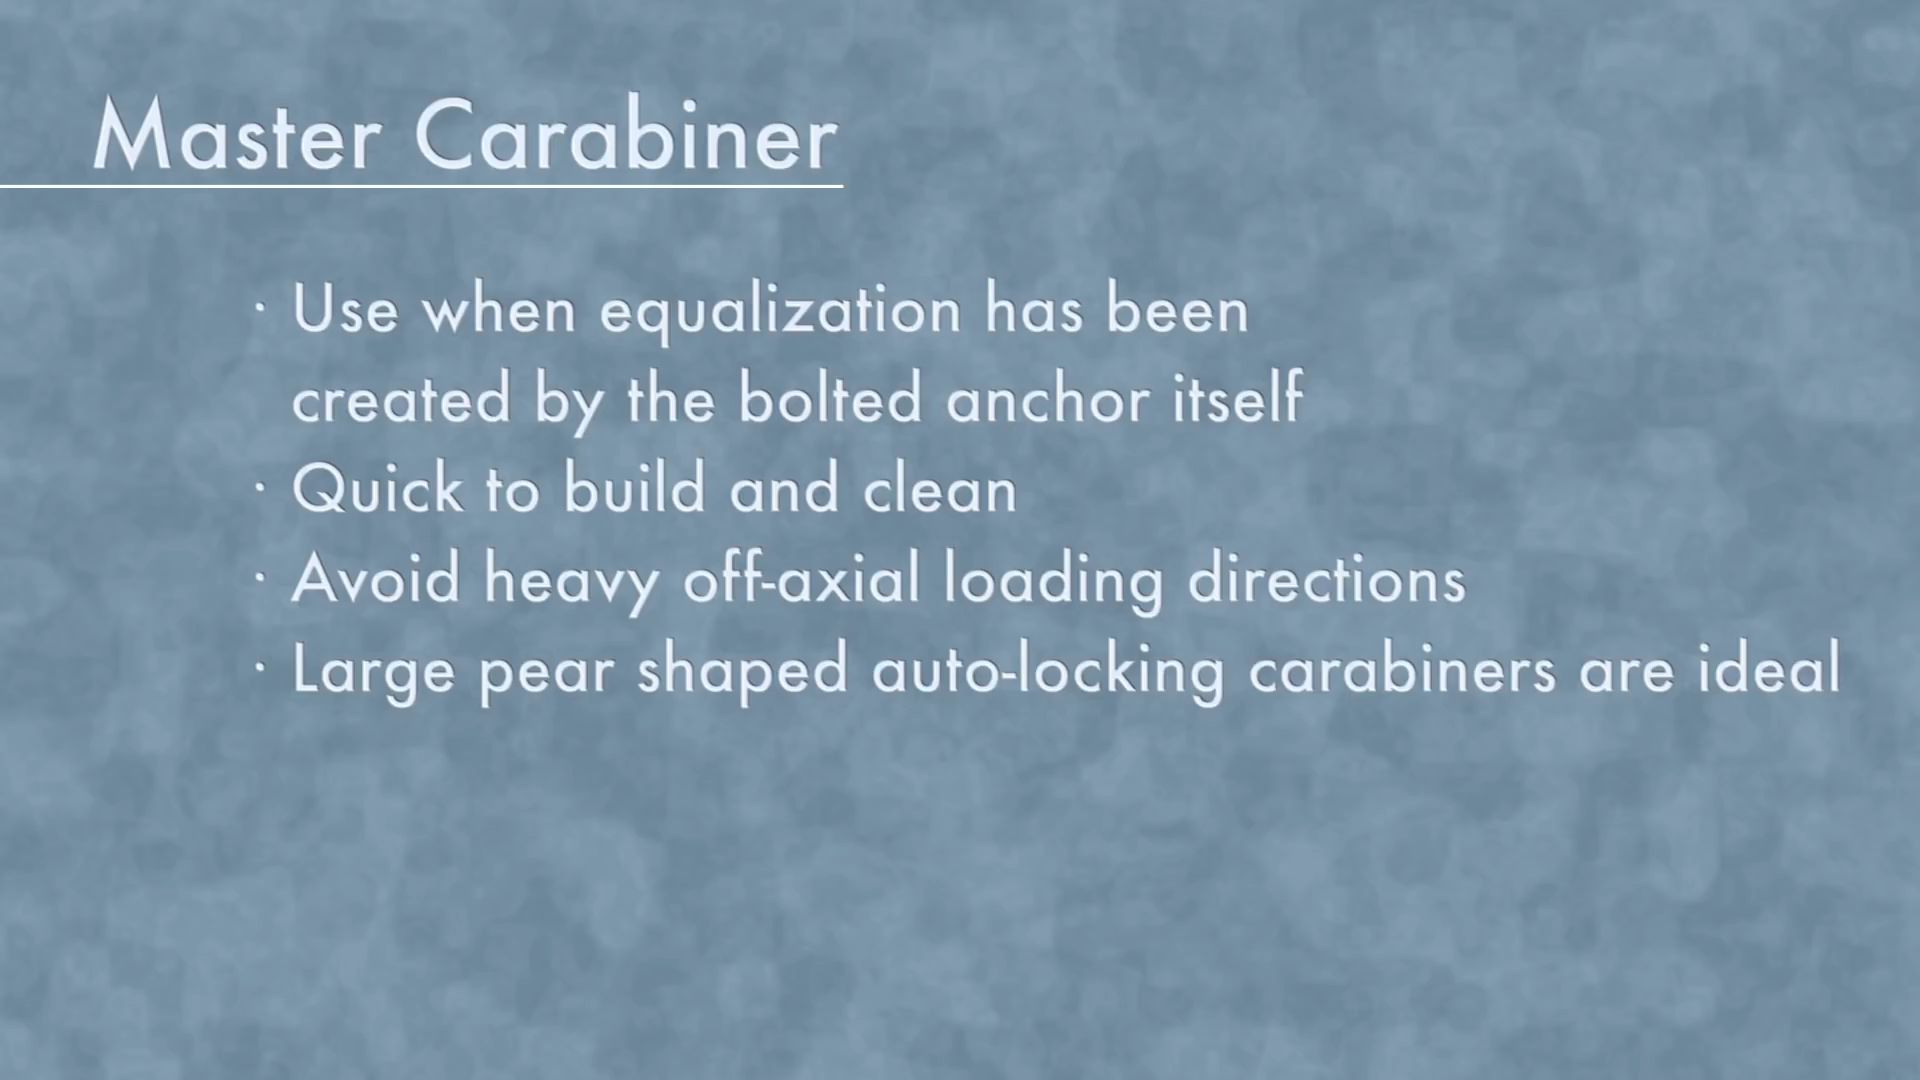 Master Carabiner
· Use when equalization has been
created by the bolted anchor itself
· Quick to build and clean
· Avoid heavy off-axial loading directions
· Large pear shaped auto-locking carabiners are ideal